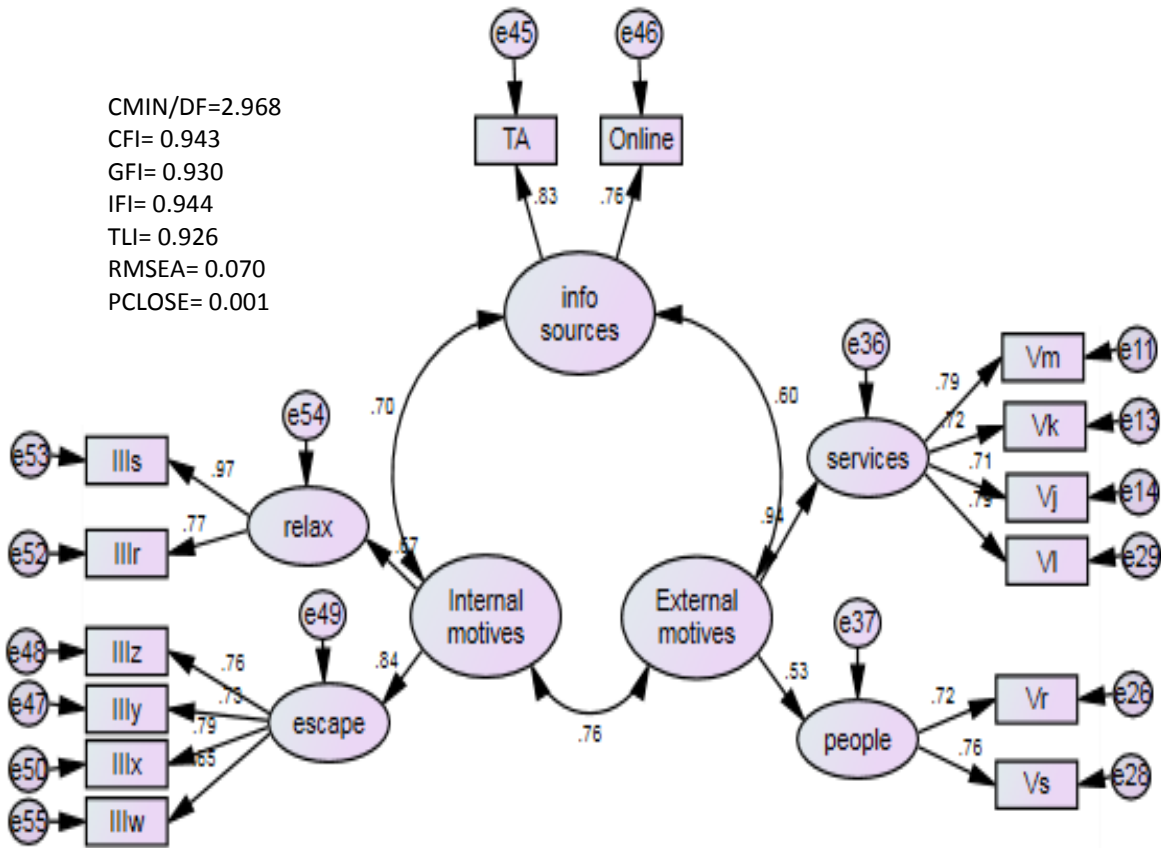 e45
e46
CMIN/DF=2.968
CFI= 0.943
GFI= 0.930
IFI= 0.944
TLI= 0.926
RMSEA= 0.070
PCLOSE= 0.001
TA
Online
.83
.76
info
sources
e36
Vm
e11
.79
.70
.60
e54
Vk
e13
.72
e53
IIIs
.97
services
.71
Vj
e14
.79
relax
.94
.77
e52
IIIr
.67
Vl
e29
Internal
motives
External
motives
e49
e37
e48
IIIz
.76
.84
.53
e47
IIIy
.73
.72
Vr
e26
escape
.79
.76
people
e50
IIIx
.65
.76
Vs
e28
e55
IIIw